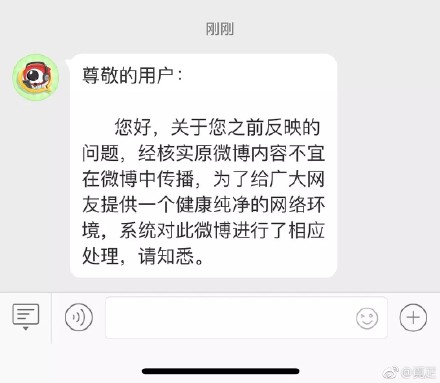 刚刚
尊敬的用户：
您好，关于您之前反映的
问题，经核实原微博内容不宜
在微博中传播，为了给广大网
友提供一个健康纯净的网络环
境，系统对此微博进行了相应
处理，请知悉。